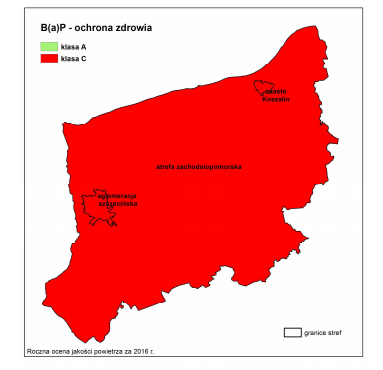 B(a)P - ochrona zdrowia
klasa A
klasa C
miasto
Koszalin
strefa zachodniopomorska
aglomeracja
szczecińska
granice stref
Roczna ocena jakości powietrza za 2016 r.